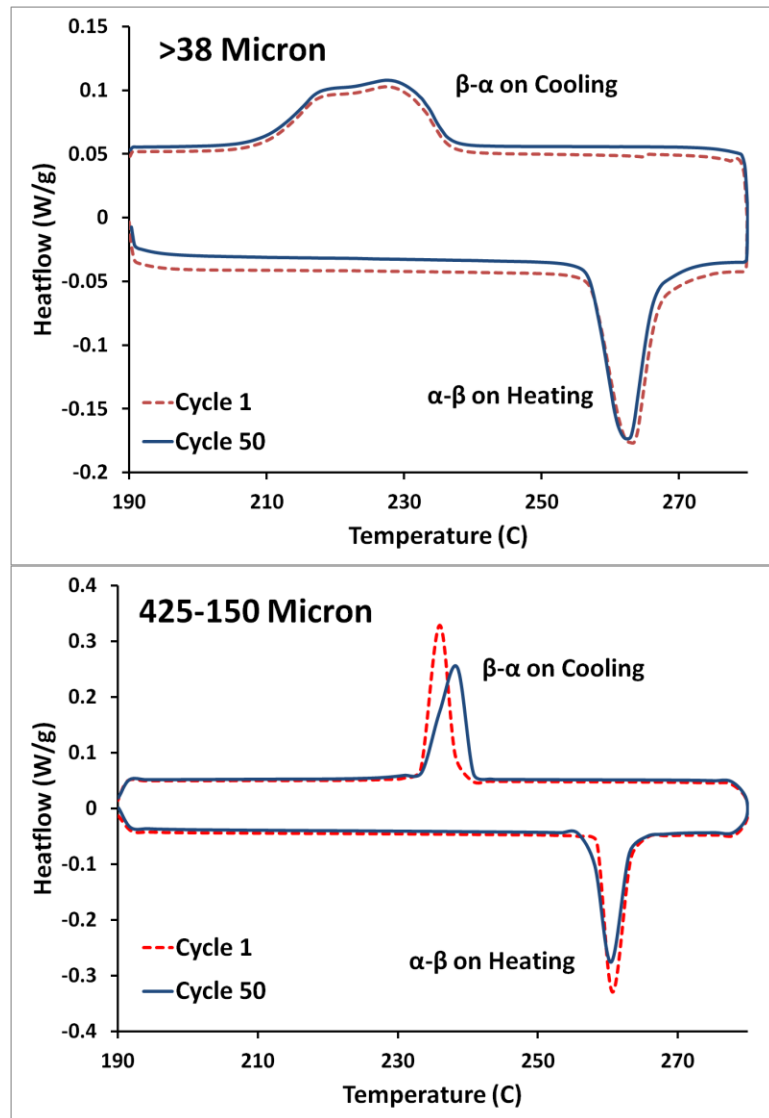 >38 Micron
β-α on Cooling
0.15
0.1
0.05
0
-0.05
-0.1
-0.15
-0.2
Heatflow (W/g)
α-β on Heating
Cycle 1
Cycle 50
190
210
230
250
270
Temperature (C)
425-150 Micron
β-α on Cooling
0.4
0.3
0.2
0.1
0
-0.1
-0.2
-0.3
-0.4
Heatflow (W/g)
α-β on Heating
Cycle 1
Cycle 50
190
210
230
250
270
Temperature (C)